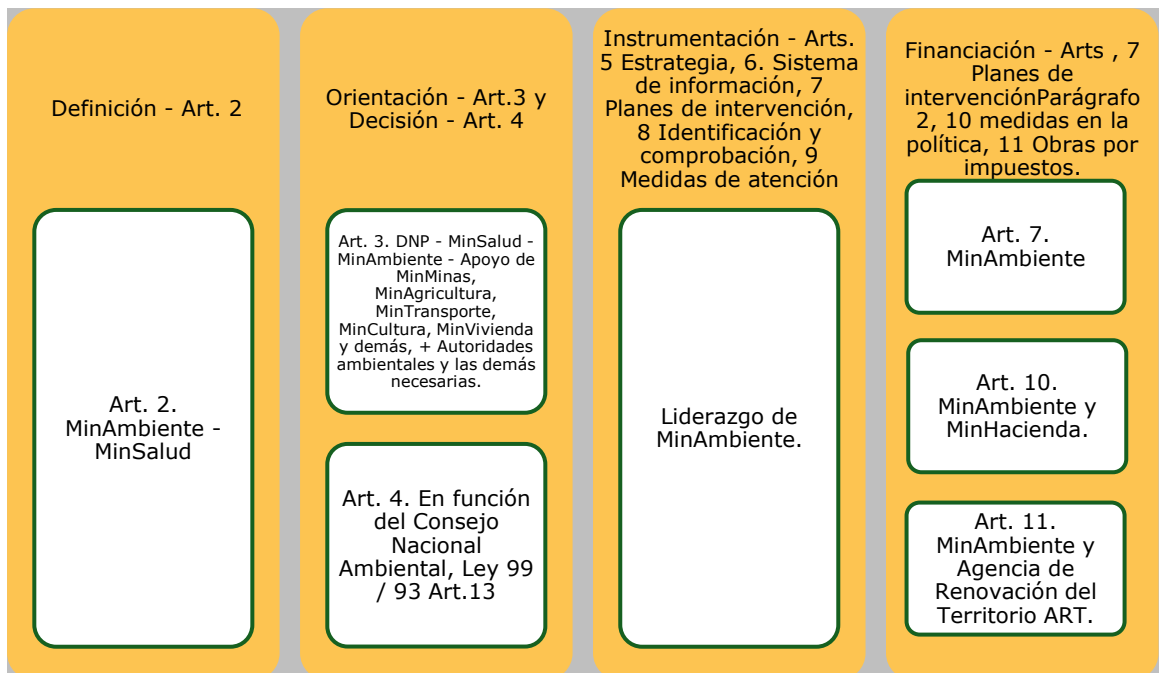 Definición - Art. 2
Art. 2.
MinAmbiente -
MinSalud
Orientación - Art.3 y
Decisión - Art. 4
Art. 3. DNP - MinSalud -
MinAmbiente - Apoyo de
MinMinas,
MinAgricultura,
MinTransporte,
MinCultura, MinVivienda
y demás, + Autoridades
ambientales y las demás
necesarias.
Art. 4. En función
del Consejo
Nacional
Ambiental, Ley 99
/ 93 Art.13
Instrumentación - Arts.
5 Estrategia, 6. Sistema
de información, 7
Planes de intervención,
8 Identificación y
comprobación, 9
Medidas de atención
Liderazgo de
MinAmbiente.
Financiación - Arts , 7
Planes de
intervenciónParágrafo
2, 10 medidas en la
política, 11 Obras por
impuestos.
Art. 7.
MinAmbiente
Art. 10.
MinAmbiente y
MinHacienda.
Art. 11.
MinAmbiente y
Agencia de
Renovación del
Territorio ART.